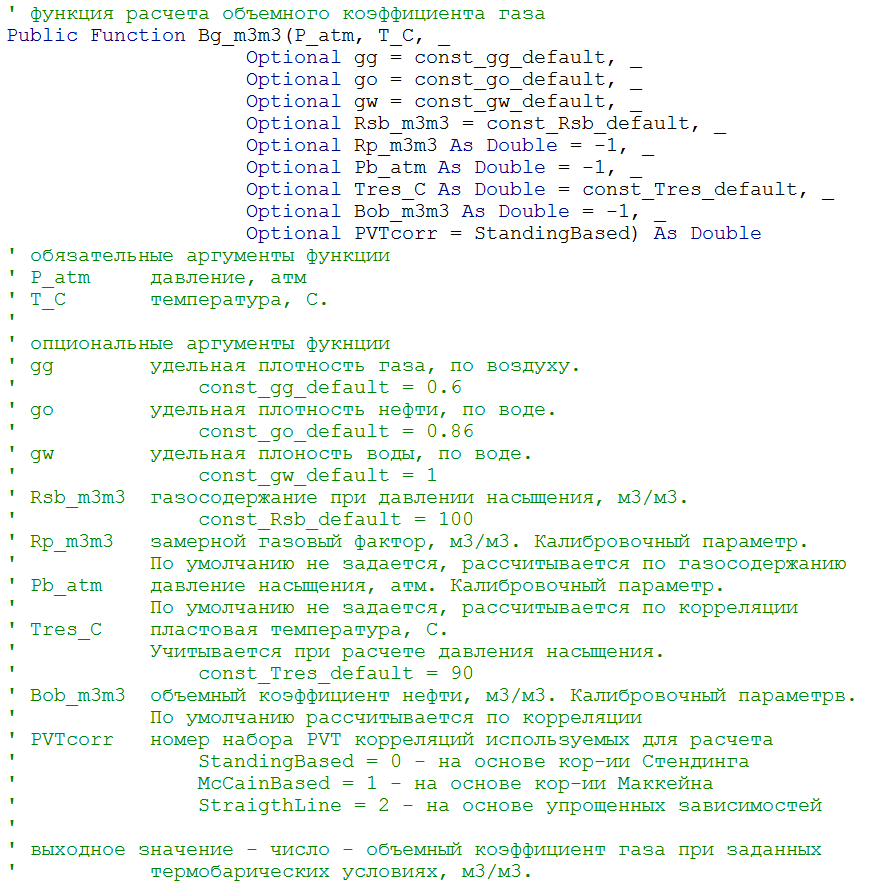 ' функция расчета объемного коэффициента газа
Public Function Bg_m3m3(P_atm, T_C, _
Optional gg = const_gg_default, _
Optional go = const_go_default, _
Optional gw = const_gw_default, _
Optional Rsb_m3m3 = const_Rsb_default, _
Optional Rp_m3m3 As Double = -1, _
Optional Pb_atm As Double = -1, _
Optional Tres_C As Double = const_Tres_default, _
Optional Bob_m3m3 As Double = -1, _
Optional PVTcorr = StandingBased) As Double
' обязательные аргументы функции
' P_atm давление, атм
' T_C температура, С.
'
' опциональные аргументы фукнции
' gg удельная плотность газа, по воздуху.
' const_gg_default = 0.6
' go удельная плотность нефти, по воде.
' const_go_default = 0.86
' gw удельная плоность воды, по воде.
' const_gw_default = 1
' Rsb_m3m3 газосодержание при давлении насыщения, м3/м3.
' const_Rsb_default = 100
' Rp_m3m3 замерной газовый фактор, м3/м3. Калибровочный параметр.
' По умолчанию не задается, рассчитывается по газосодержанию
' Pb_atm давление насыщения, атм. Калибровочный параметр.
' По умолчанию не задается, рассчитывается по корреляции
' Tres_C пластовая температура, С.
' Учитывается при расчете давления насыщения.
' const_Tres_default = 90
' Bob_m3m3 объемный коэффициент нефти, м3/м3. Калибровочный параметрв.
' По умолчанию рассчитывается по корреляции
' PVTcorr номер набора PVT корреляций используемых для расчета
' StandingBased = 0 - на основе кор-ии Стендинга
' McCainBased = 1 - на основе кор-ии Маккейна
' StraigthLine = 2 - на основе упрощенных зависимостей
'
' выходное значение - число - объемный коэффициент газа при заданных
' термобарических условиях, м3/м3.